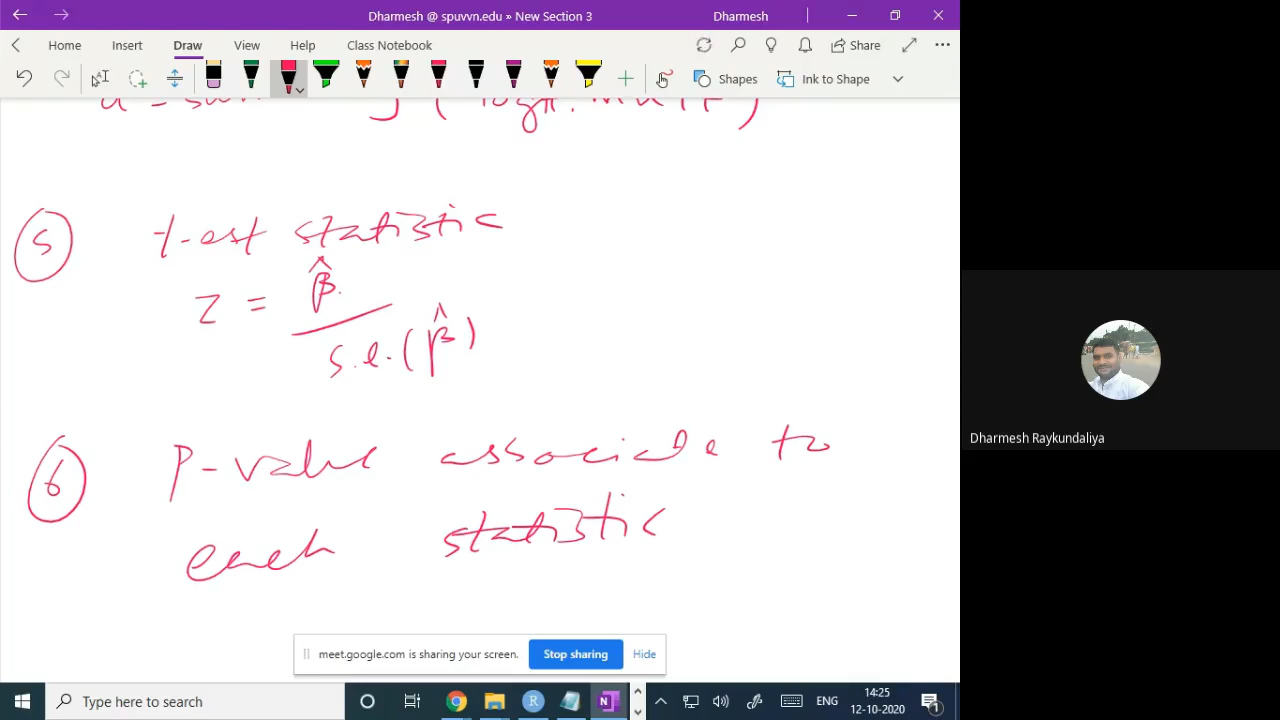 Dharmesh @ spuvvn.edu » New Section 3
Dharmesh
Home Insert Draw View Help Class Notebook
Share
Shapes
Ink to Shape
5
t-est statistic
z = β̂
s.e.(β̂)
6
P-value associate to
each statistic
Dharmesh Raykundaliya
meet.google.com is sharing your screen. Stop sharing Hide
Type here to search
ENG
14:25
12-10-2020